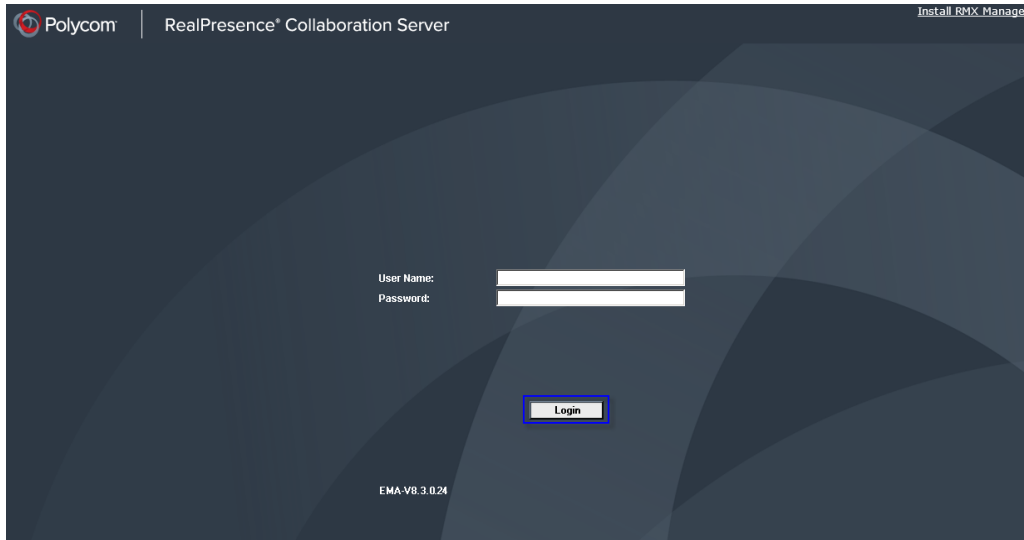 Polycom
RealPresence® Collaboration Server
Install RMX Manage
User Name:
Password:
Login
EMA-V8.3.0.24